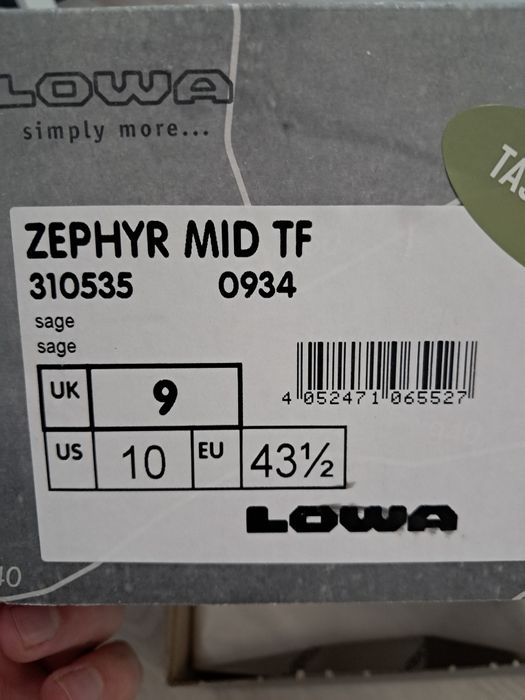 LOWA
simply more...
ZEPHYR MID TF
310535 0934
sage
sage
UK 9
US 10 EU 43½
4 052471 065527
LOWA